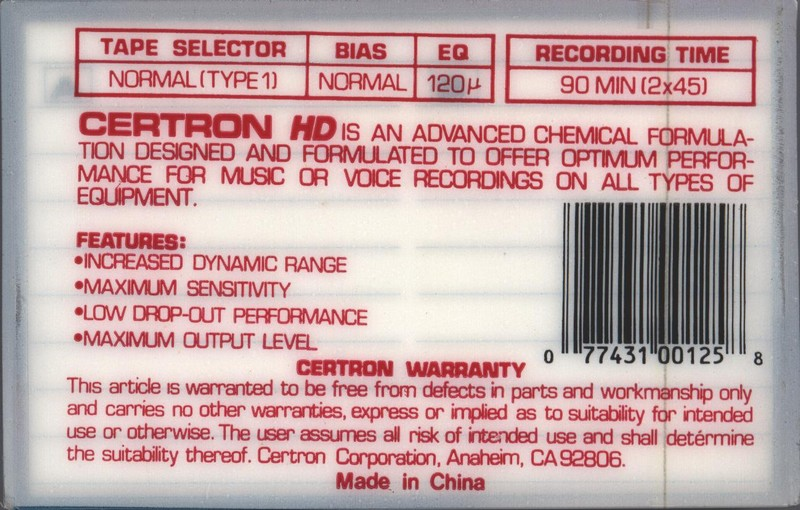 TAPE SELECTOR BIAS EQ RECORDING TIME
NORMAL (TYPE 1) NORMAL 120µ 90 MIN (2x45)
CERTRON HD IS AN ADVANCED CHEMICAL FORMULA-
TION DESIGNED AND FORMULATED TO OFFER OPTIMUM PERFOR-
MANCE FOR MUSIC OR VOICE RECORDINGS ON ALL TYPES OF
EQUIPMENT.
FEATURES:
•INCREASED DYNAMIC RANGE
•MAXIMUM SENSITIVITY
•LOW DROP-OUT PERFORMANCE
•MAXIMUM OUTPUT LEVEL
0 77431 00125 8
CERTRON WARRANTY
This article is warranted to be free from defects in parts and workmanship only
and carries no other warranties, express or implied as to suitability for intended
use or otherwise. The user assumes all risk of intended use and shall determine
the suitability thereof. Certron Corporation, Anaheim, CA 92806.
Made in China